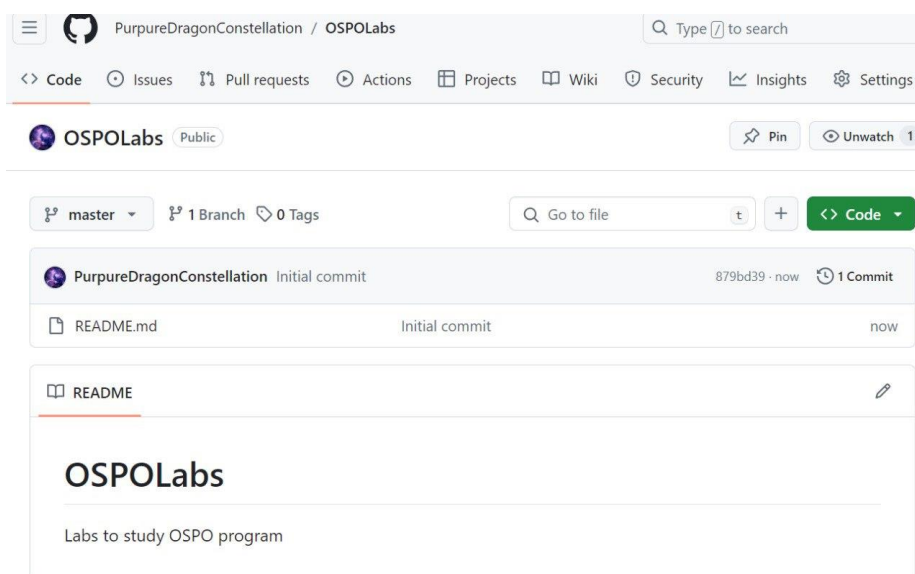 PurpureDragonConstellation / OSPOLabs
Type / to search
<> Code Issues Pull requests Actions Projects Wiki Security Insights Settings
OSPOLabs Public Pin Unwatch 1
master 1 Branch 0 Tags Go to file t + <> Code
PurpureDragonConstellation Initial commit 879bd39 · now 1 Commit
README.md Initial commit now
README
OSPOLabs
Labs to study OSPO program